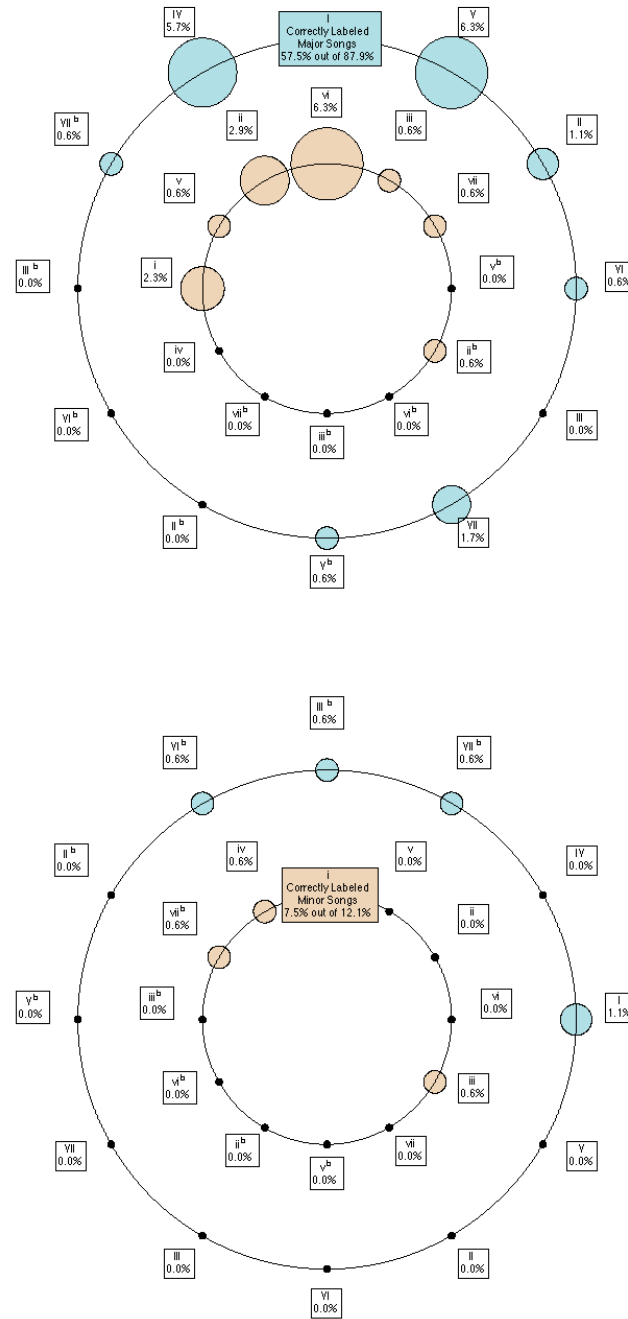 IV
5.7%
I
Correctly Labeled
Major Songs
57.5% out of 87.9%
V
6.3%
ii
2.9%
vi
6.3%
iii
0.6%
VII b
0.6%
II
1.1%
v
0.6%
vii
0.6%
III b
0.0%
i
2.3%
v b
0.0%
VI
0.6%
iv
0.0%
ii b
0.6%
VI b
0.0%
vii b
0.0%
iii b
0.0%
vi b
0.0%
III
0.0%
II b
0.0%
V b
0.6%
VII
1.7%
III b
0.6%
VI b
0.6%
VII b
0.6%
II b
0.0%
iv
0.6%
i
Correctly Labeled
Minor Songs
7.5% out of 12.1%
v
0.0%
IV
0.0%
vii b
0.6%
ii
0.0%
V b
0.0%
iii b
0.0%
vi
0.0%
I
1.1%
vi b
0.0%
iii
0.6%
VII
0.0%
ii b
0.0%
v b
0.0%
vii
0.0%
V
0.0%
III
0.0%
VI
0.0%
II
0.0%